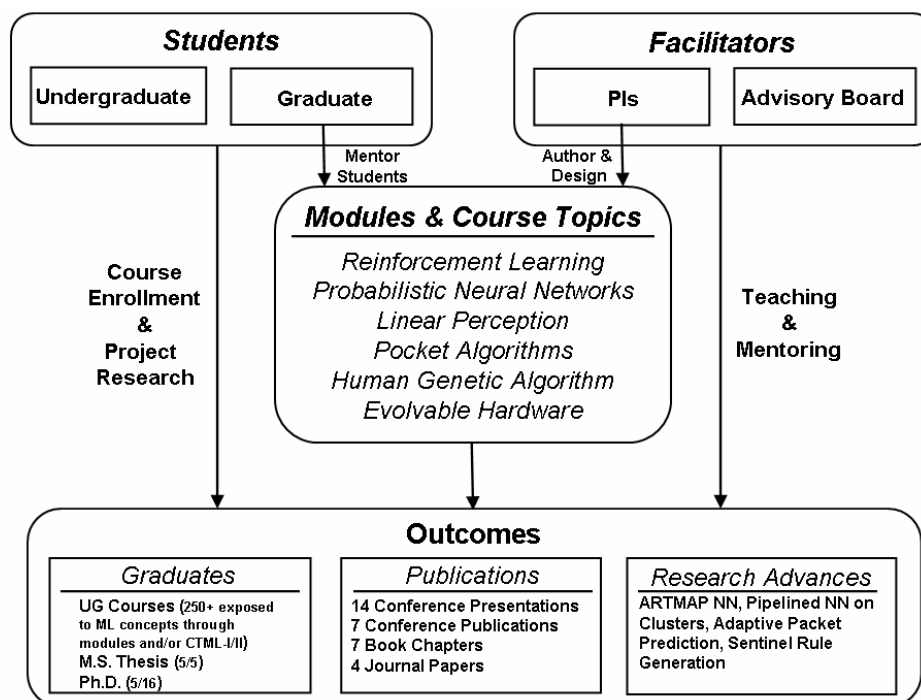 Students
Facilitators
Undergraduate
Graduate
PIs
Advisory Board
Mentor
Students
Author &
Design
Modules & Course Topics
Reinforcement Learning
Probabilistic Neural Networks
Linear Perception
Pocket Algorithms
Human Genetic Algorithm
Evolvable Hardware
Course
Enrollment
&
Project
Research
Teaching
&
Mentoring
Outcomes
Graduates
UG Courses (250+ exposed
to ML concepts through
modules and/or CTML-I/II)
M.S. Thesis (5/5)
Ph.D. (5/16)
Publications
14 Conference Presentations
7 Conference Publications
7 Book Chapters
4 Journal Papers
Research Advances
ARTMAP NN, Pipelined NN on
Clusters, Adaptive Packet
Prediction, Sentinel Rule
Generation